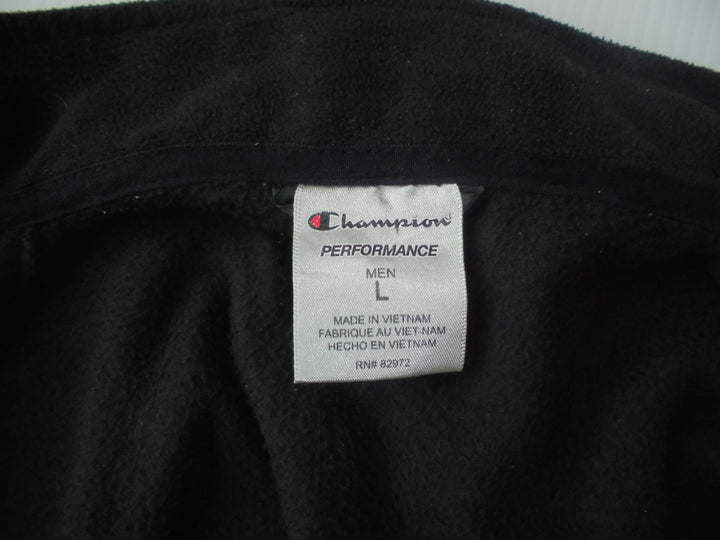 Champion
PERFORMANCE
MEN
L
MADE IN VIETNAM
FABRIQUE AU VIET-NAM
HECHO EN VIETNAM
RN# 82972